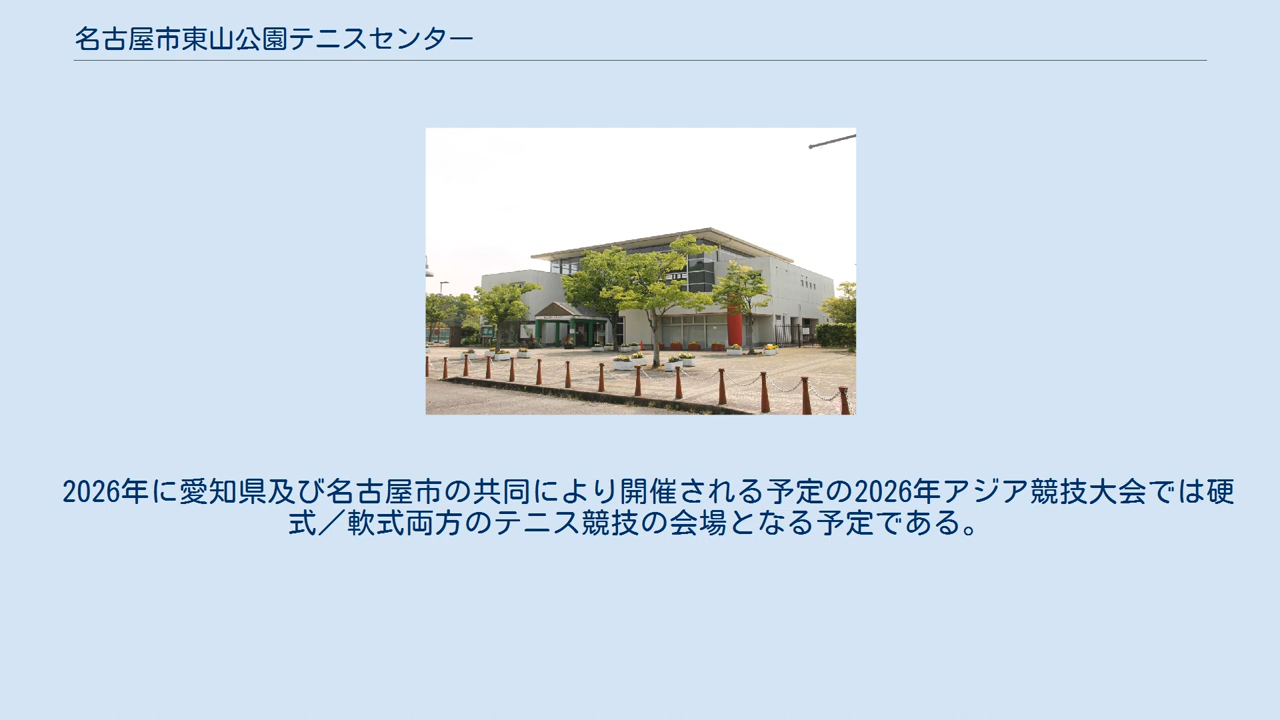 名古屋市東山公園テニスセンター
2026年に愛知県及び名古屋市の共同により開催される予定の2026年アジア競技大会では硬
式／軟式両方のテニス競技の会場となる予定である。